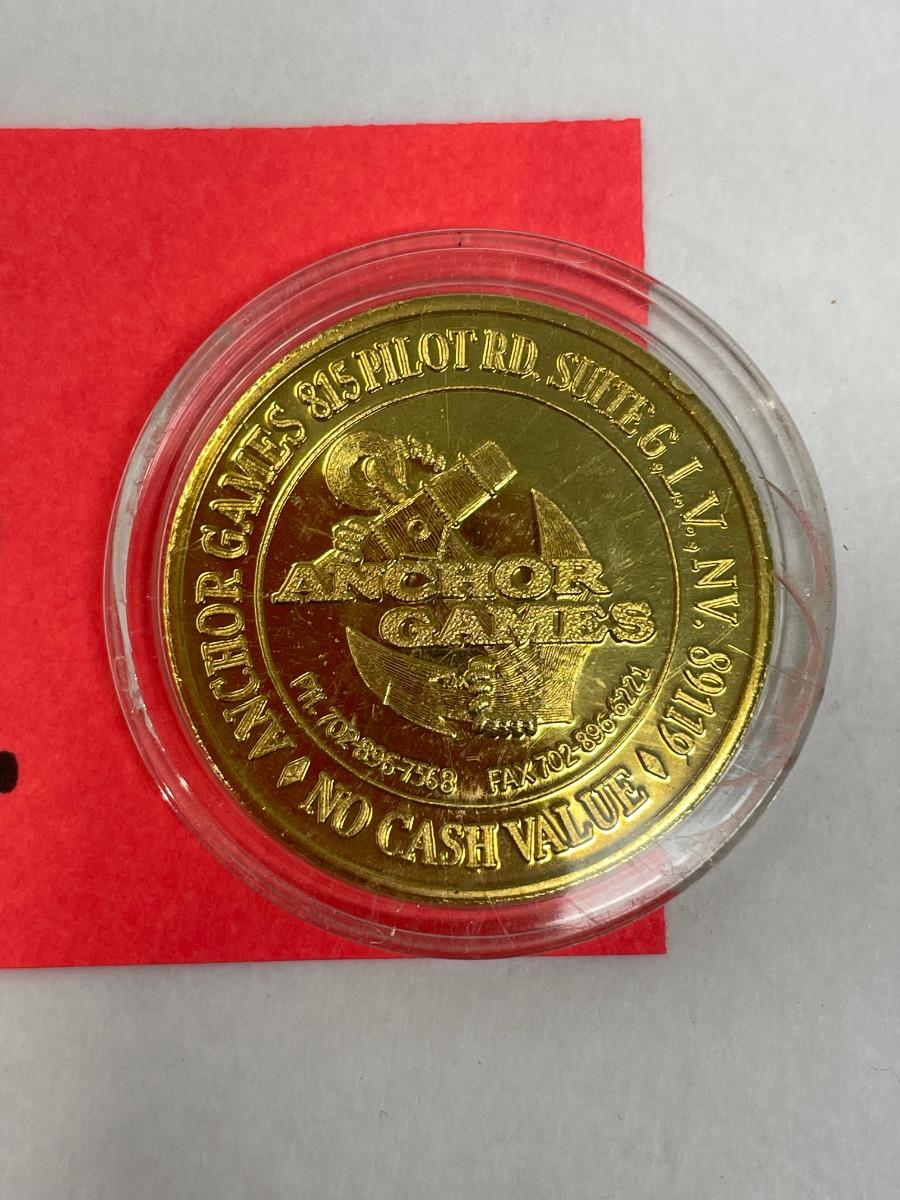 ANCHOR GAMES 815 PILOT RD, SUITE G, L.V., NV. 89119
ANCHOR
GAMES
PH. 702-896-7568 FAX 702-896-6221
NO CASH VALUE